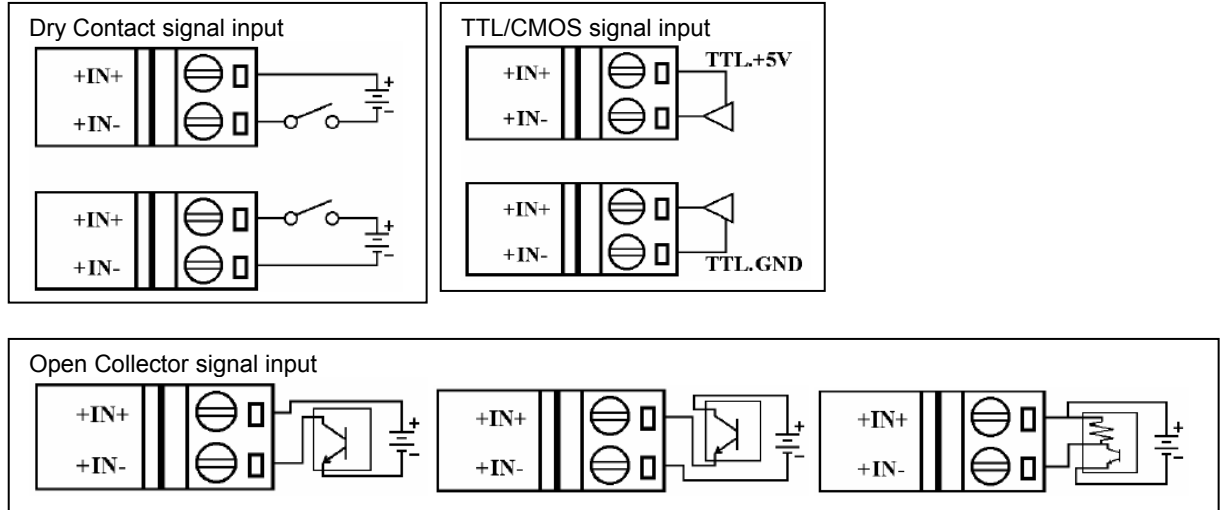 Dry Contact signal input
+IN+
+
+IN-
-
+IN+
+
+IN-
-
TTL/CMOS signal input
+IN+
TTL.+5V
+IN-
+IN+
+IN-
TTL.GND
Open Collector signal input
+IN+
+
+IN-
-
+IN+
+
+IN-
-
+IN+
+
+IN-
-